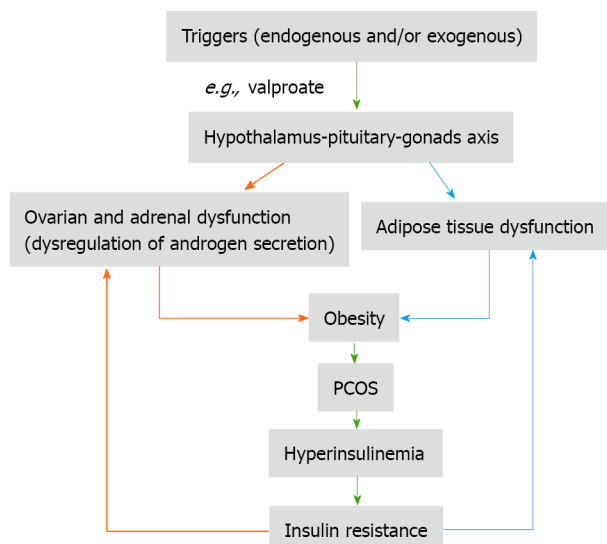 Triggers (endogenous and/or exogenous)
e.g., valproate
Hypothalamus-pituitary-gonads axis
Ovarian and adrenal dysfunction
(dysregulation of androgen secretion)
Adipose tissue dysfunction
Obesity
PCOS
Hyperinsulinemia
Insulin resistance